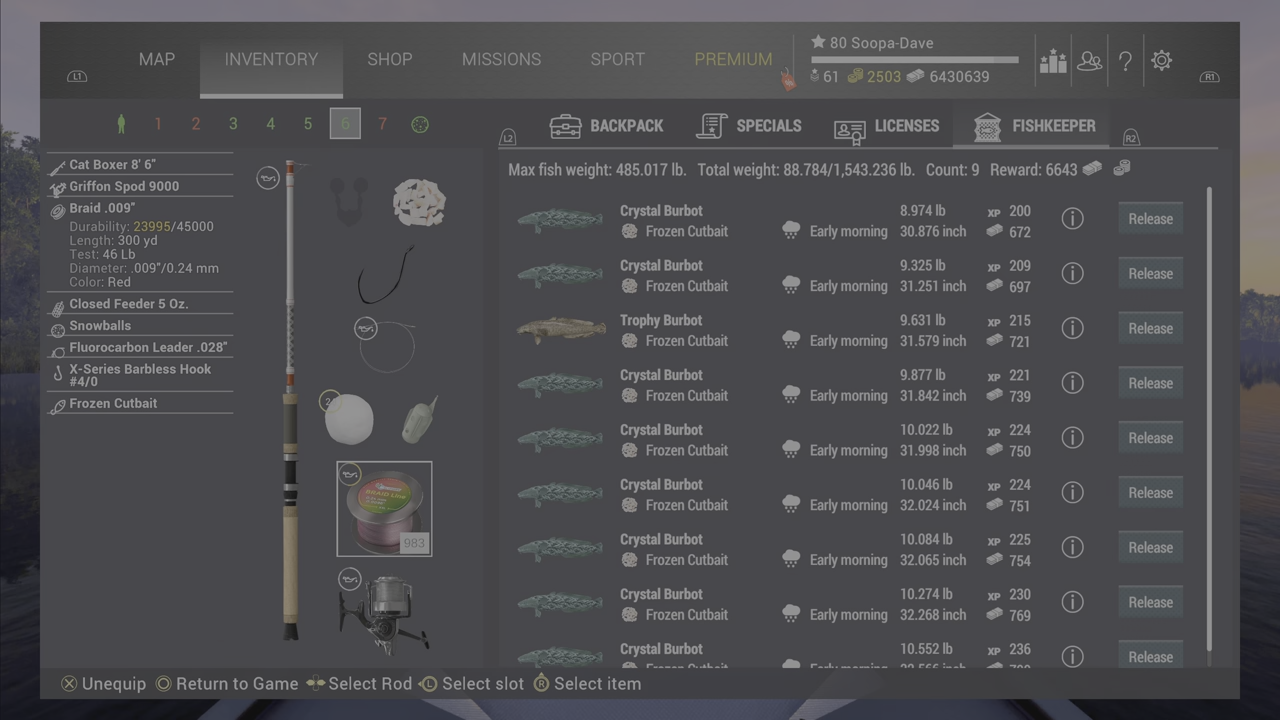 MAP INVENTORY SHOP MISSIONS SPORT PREMIUM
80 Soopa-Dave
61 2503 6430639
L1 R1
1 2 3 4 5 6 7
L2 BACKPACK SPECIALS LICENSES FISHKEEPER R2
Cat Boxer 8' 6"
Griffon Spod 9000
Braid .009"
Durability: 23995/45000
Length: 300 yd
Test: 46 Lb
Diameter: .009"/0.24 mm
Color: Red
Closed Feeder 5 Oz.
Snowballs
Fluorocarbon Leader .028"
X-Series Barbless Hook
#4/0
Frozen Cutbait
2
BRAID LINE
983
Max fish weight: 485.017 lb. Total weight: 88.784/1,543.236 lb. Count: 9 Reward: 6643
Crystal Burbot 8.974 lb XP 200
Frozen Cutbait Early morning 30.876 inch 672
Release
Crystal Burbot 9.325 lb XP 209
Frozen Cutbait Early morning 31.251 inch 697
Release
Trophy Burbot 9.631 lb XP 215
Frozen Cutbait Early morning 31.579 inch 721
Release
Crystal Burbot 9.877 lb XP 221
Frozen Cutbait Early morning 31.842 inch 739
Release
Crystal Burbot 10.022 lb XP 224
Frozen Cutbait Early morning 31.998 inch 750
Release
Crystal Burbot 10.046 lb XP 224
Frozen Cutbait Early morning 32.024 inch 751
Release
Crystal Burbot 10.084 lb XP 225
Frozen Cutbait Early morning 32.065 inch 754
Release
Crystal Burbot 10.274 lb XP 230
Frozen Cutbait Early morning 32.268 inch 769
Release
Crystal Burbot 10.552 lb XP 236
Frozen Cutbait Early morning
Release
Unequip Return to Game Select Rod L Select slot R Select item